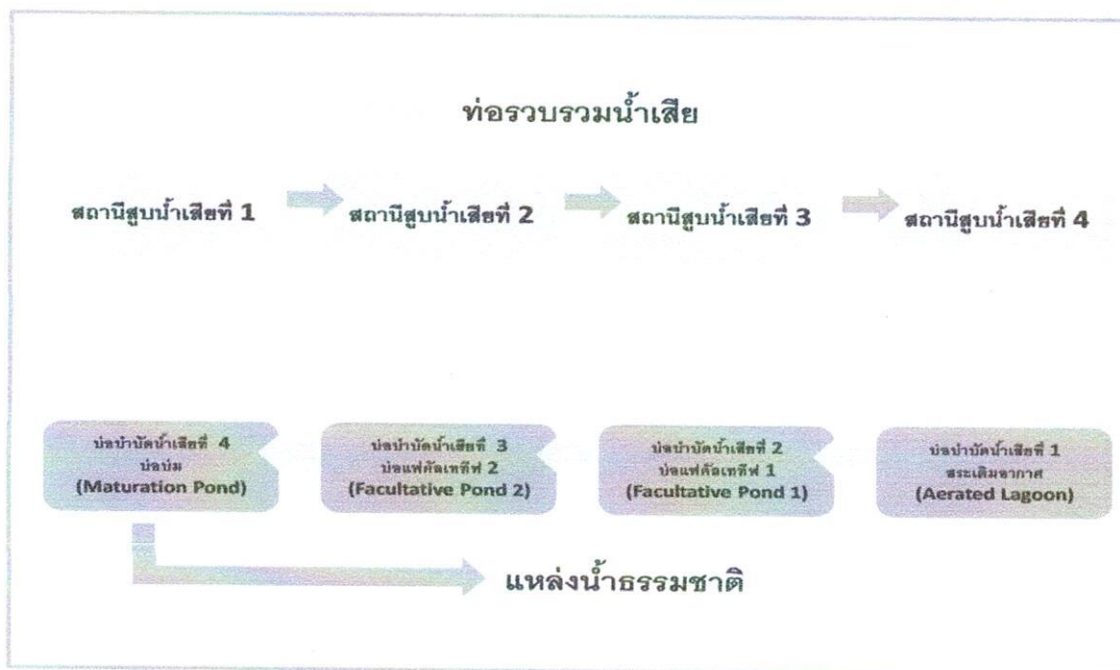 ท่อรวบรวมน้ำเสีย
สถานีสูบน้ำเสียที่ 1
สถานีสูบน้ำเสียที่ 2
สถานีสูบน้ำเสียที่ 3
สถานีสูบน้ำเสียที่ 4
บ่อบำบัดน้ำเสียที่ 4
บ่อบ่ม
(Maturation Pond)
บ่อบำบัดน้ำเสียที่ 3
บ่อแฟคัลเททีฟ 2
(Facultative Pond 2)
บ่อบำบัดน้ำเสียที่ 2
บ่อแฟคัลเททีฟ 1
(Facultative Pond 1)
บ่อบำบัดน้ำเสียที่ 1
สระเติมอากาศ
(Aerated Lagoon)
แหล่งน้ำธรรมชาติ